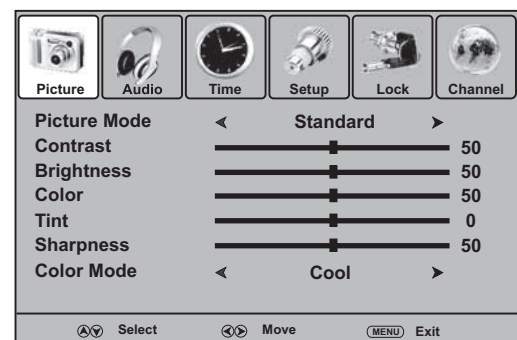 Picture Audio Time Setup Lock Channel
Picture Mode Standard
Contrast 50
Brightness 50
Color 50
Tint 0
Sharpness 50
Color Mode Cool
Select Move MENU Exit